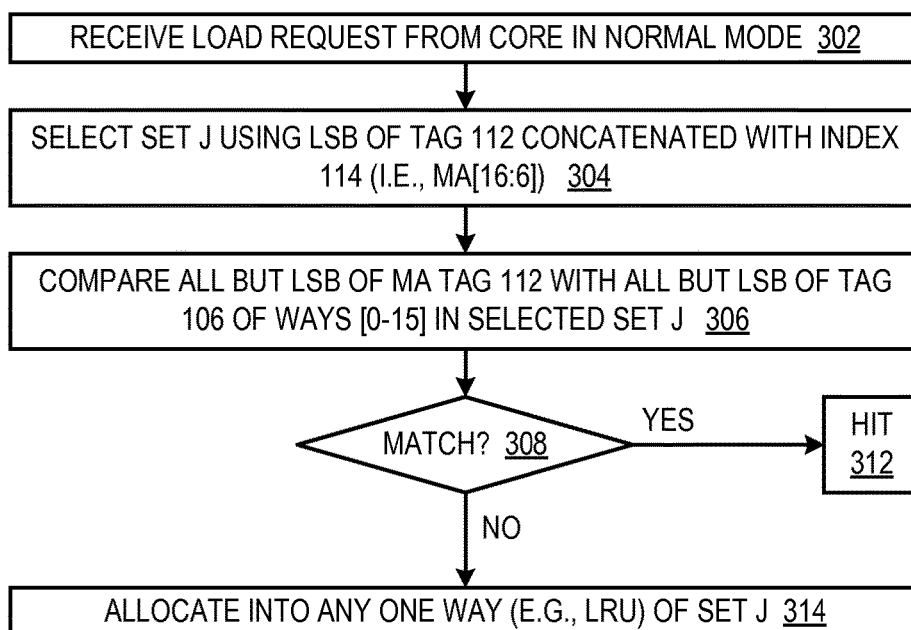 RECEIVE LOAD REQUEST FROM CORE IN NORMAL MODE 302
SELECT SET J USING LSB OF TAG 112 CONCATENATED WITH INDEX
114 (I.E., MA[16:6]) 304
COMPARE ALL BUT LSB OF MA TAG 112 WITH ALL BUT LSB OF TAG
106 OF WAYS [0-15] IN SELECTED SET J 306
MATCH? 308
YES
HIT
312
NO
ALLOCATE INTO ANY ONE WAY (E.G., LRU) OF SET J 314